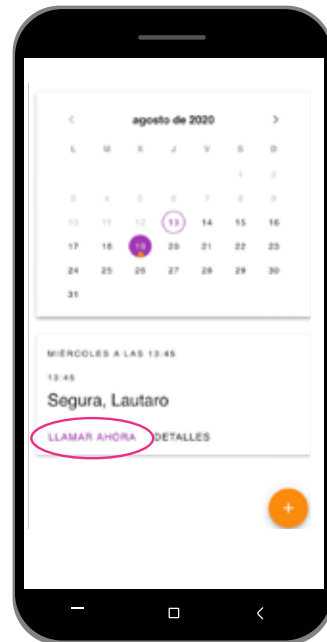 agosto de 2020
L M X J V S D
1 2
3 4 5 6 7 8 9
10 11 12 13 14 15 16
17 18 19 20 21 22 23
24 25 26 27 28 29 30
31
MIÉRCOLES A LAS 13:45
13:45
Segura, Lautaro
LLAMAR AHORA DETALLES